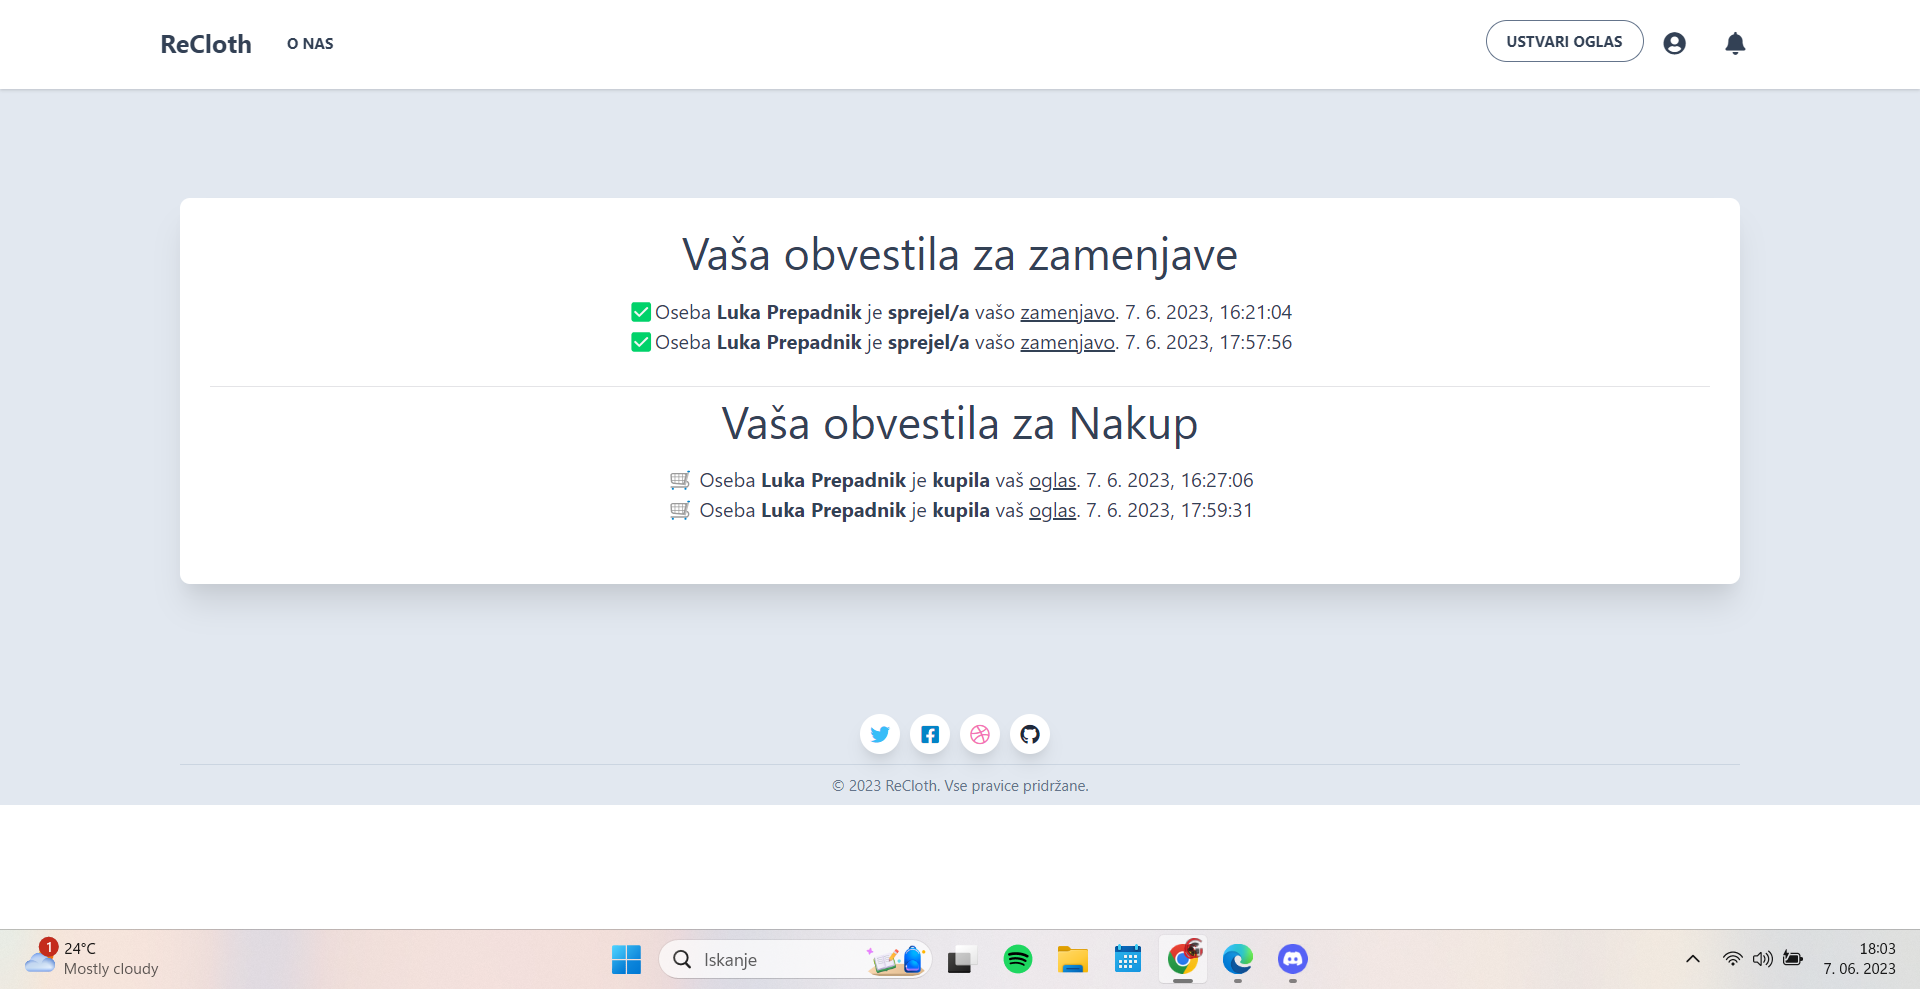 ReCloth
O NAS
USTVARI OGLAS
Vaša obvestila za zamenjave
✅ Oseba Luka Prepadnik je sprejel/a vašo zamenjavo. 7. 6. 2023, 16:21:04
✅ Oseba Luka Prepadnik je sprejel/a vašo zamenjavo. 7. 6. 2023, 17:57:56
Vaša obvestila za Nakup
🛒 Oseba Luka Prepadnik je kupila vaš oglas. 7. 6. 2023, 16:27:06
🛒 Oseba Luka Prepadnik je kupila vaš oglas. 7. 6. 2023, 17:59:31
© 2023 ReCloth. Vse pravice pridržane.
1
24°C
Mostly cloudy
Iskanje
18:03
7. 06. 2023